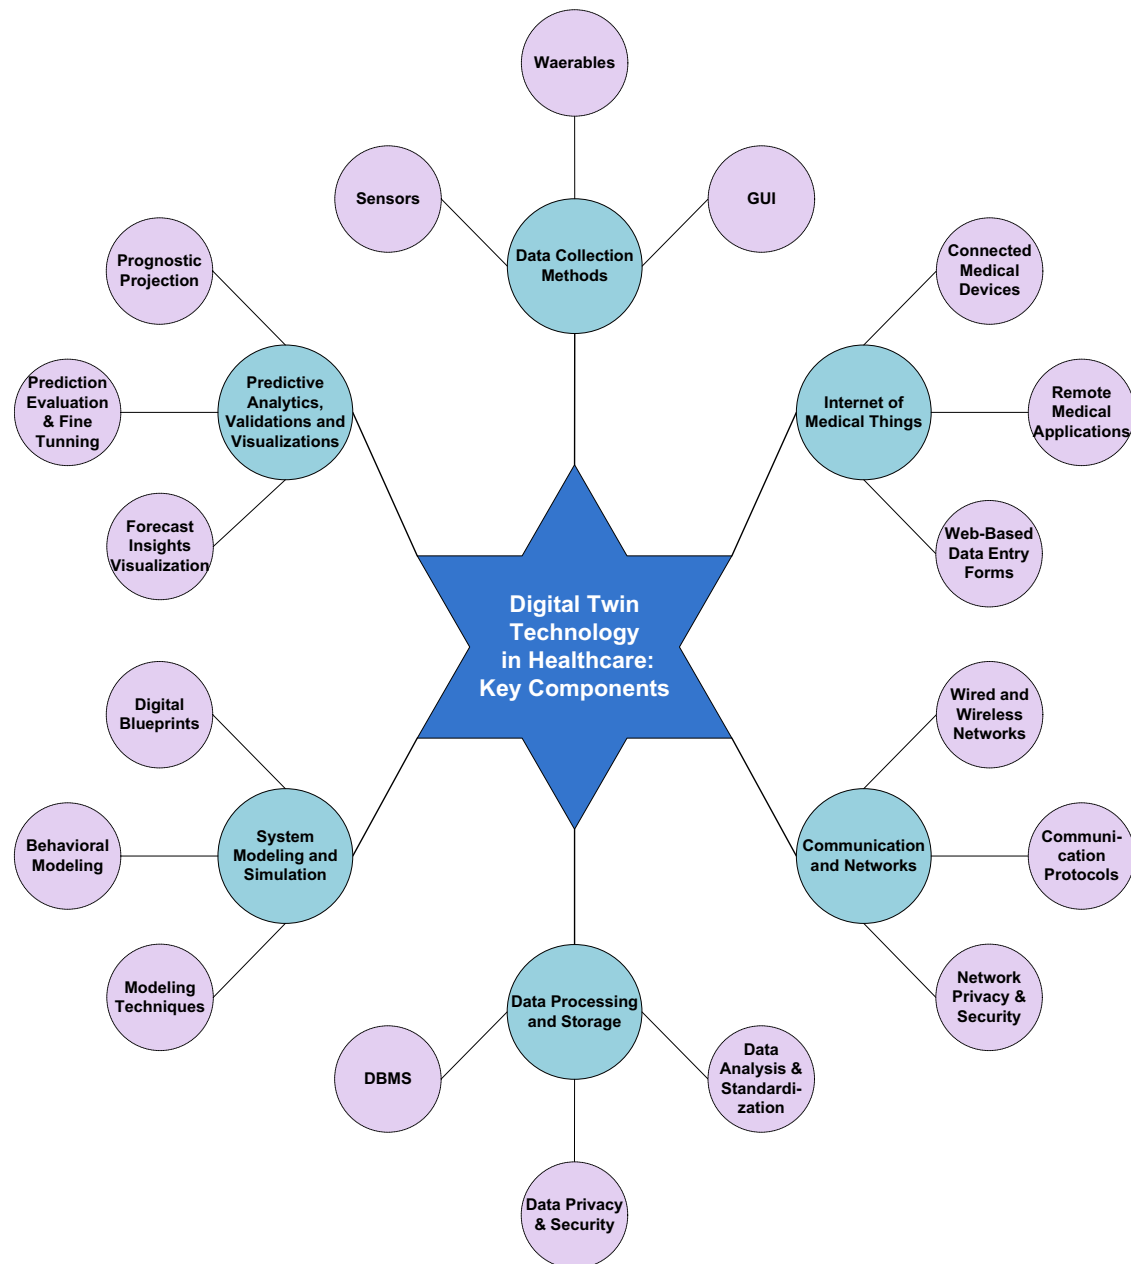 Waerables
Sensors
GUI
Data Collection
Methods
Prognostic
Projection
Connected
Medical
Devices
Prediction
Evaluation
& Fine
Tunning
Predictive
Analytics,
Validations and
Visualizations
Internet of
Medical Things
Remote
Medical
Applications
Forecast
Insights
Visualization
Web-Based
Data Entry
Forms
Digital Twin
Technology
in Healthcare:
Key Components
Digital
Blueprints
Wired and
Wireless
Networks
Behavioral
Modeling
System
Modeling and
Simulation
Communication
and Networks
Communi-
cation
Protocols
Modeling
Techniques
Network
Privacy &
Security
Data Processing
and Storage
DBMS
Data
Analysis &
Standardi-
zation
Data Privacy
& Security